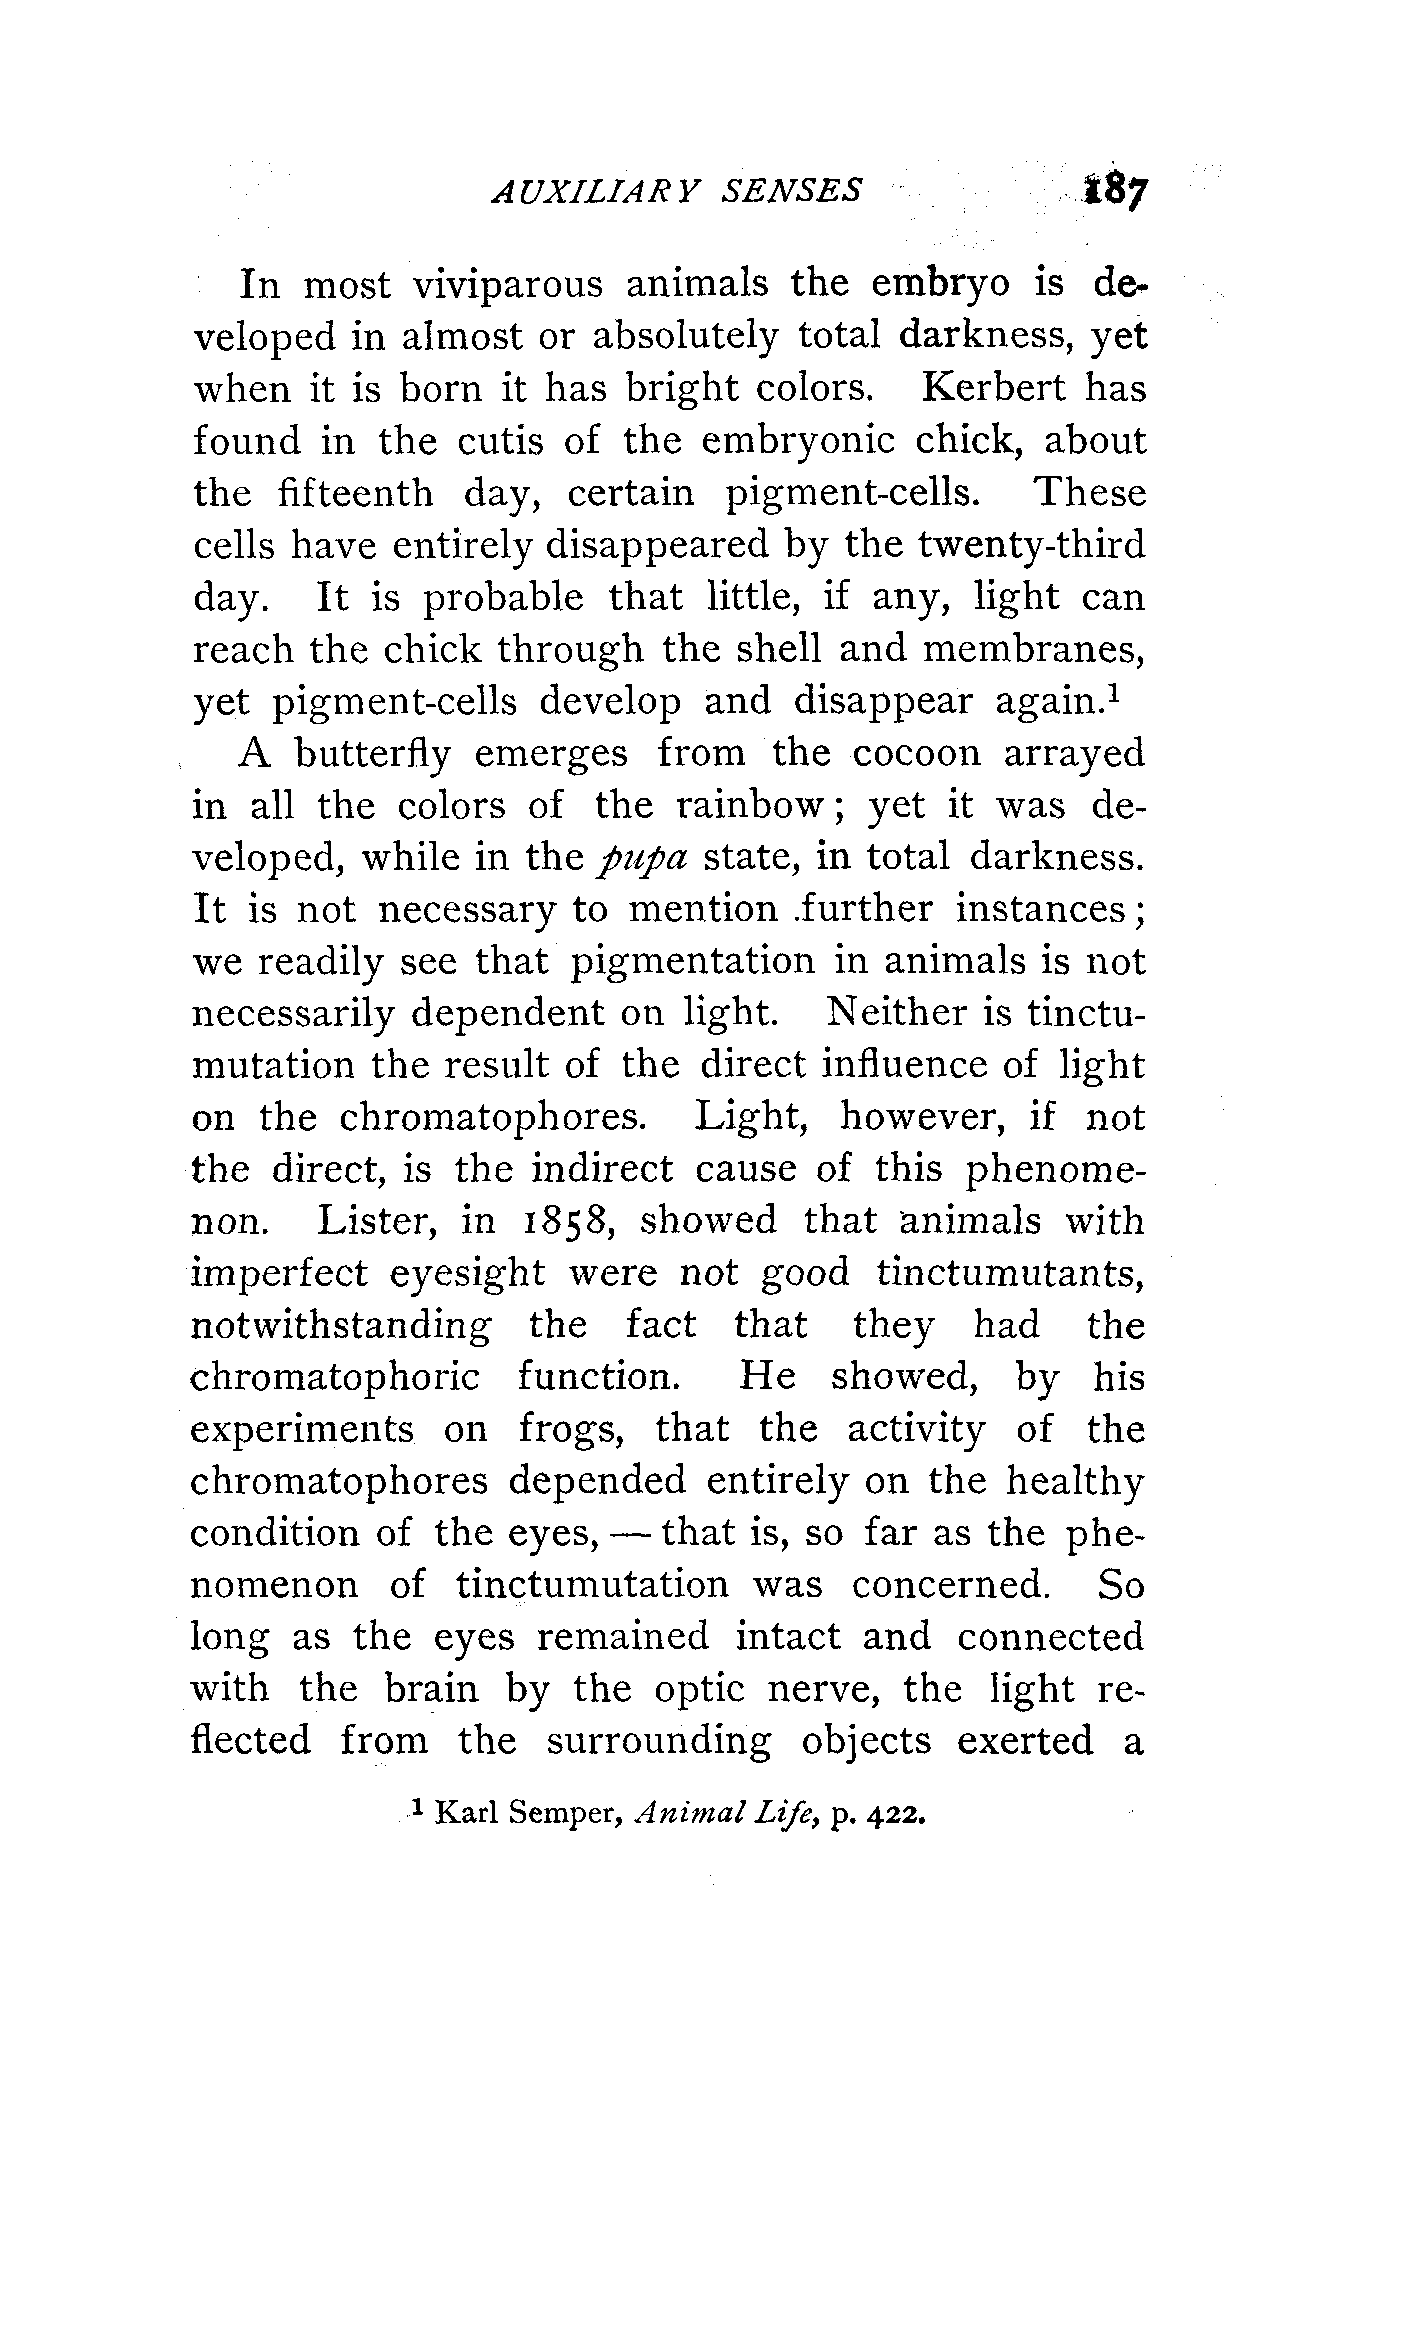 AUXILIARY SENSES 187
In most viviparous animals the embryo is de-
veloped in almost or absolutely total darkness, yet
when it is born it has bright colors. Kerbert has
found in the cutis of the embryonic chick, about
the fifteenth day, certain pigment-cells. These
cells have entirely disappeared by the twenty-third
day. It is probable that little, if any, light can
reach the chick through the shell and membranes,
yet pigment-cells develop and disappear again.¹
A butterfly emerges from the cocoon arrayed
in all the colors of the rainbow; yet it was de-
veloped, while in the pupa state, in total darkness.
It is not necessary to mention further instances;
we readily see that pigmentation in animals is not
necessarily dependent on light. Neither is tinctu-
mutation the result of the direct influence of light
on the chromatophores. Light, however, if not
the direct, is the indirect cause of this phenome-
non. Lister, in 1858, showed that animals with
imperfect eyesight were not good tinctumutants,
notwithstanding the fact that they had the
chromatophoric function. He showed, by his
experiments on frogs, that the activity of the
chromatophores depended entirely on the healthy
condition of the eyes, — that is, so far as the phe-
nomenon of tinctumutation was concerned. So
long as the eyes remained intact and connected
with the brain by the optic nerve, the light re-
flected from the surrounding objects exerted a
¹ Karl Semper, Animal Life, p. 422.